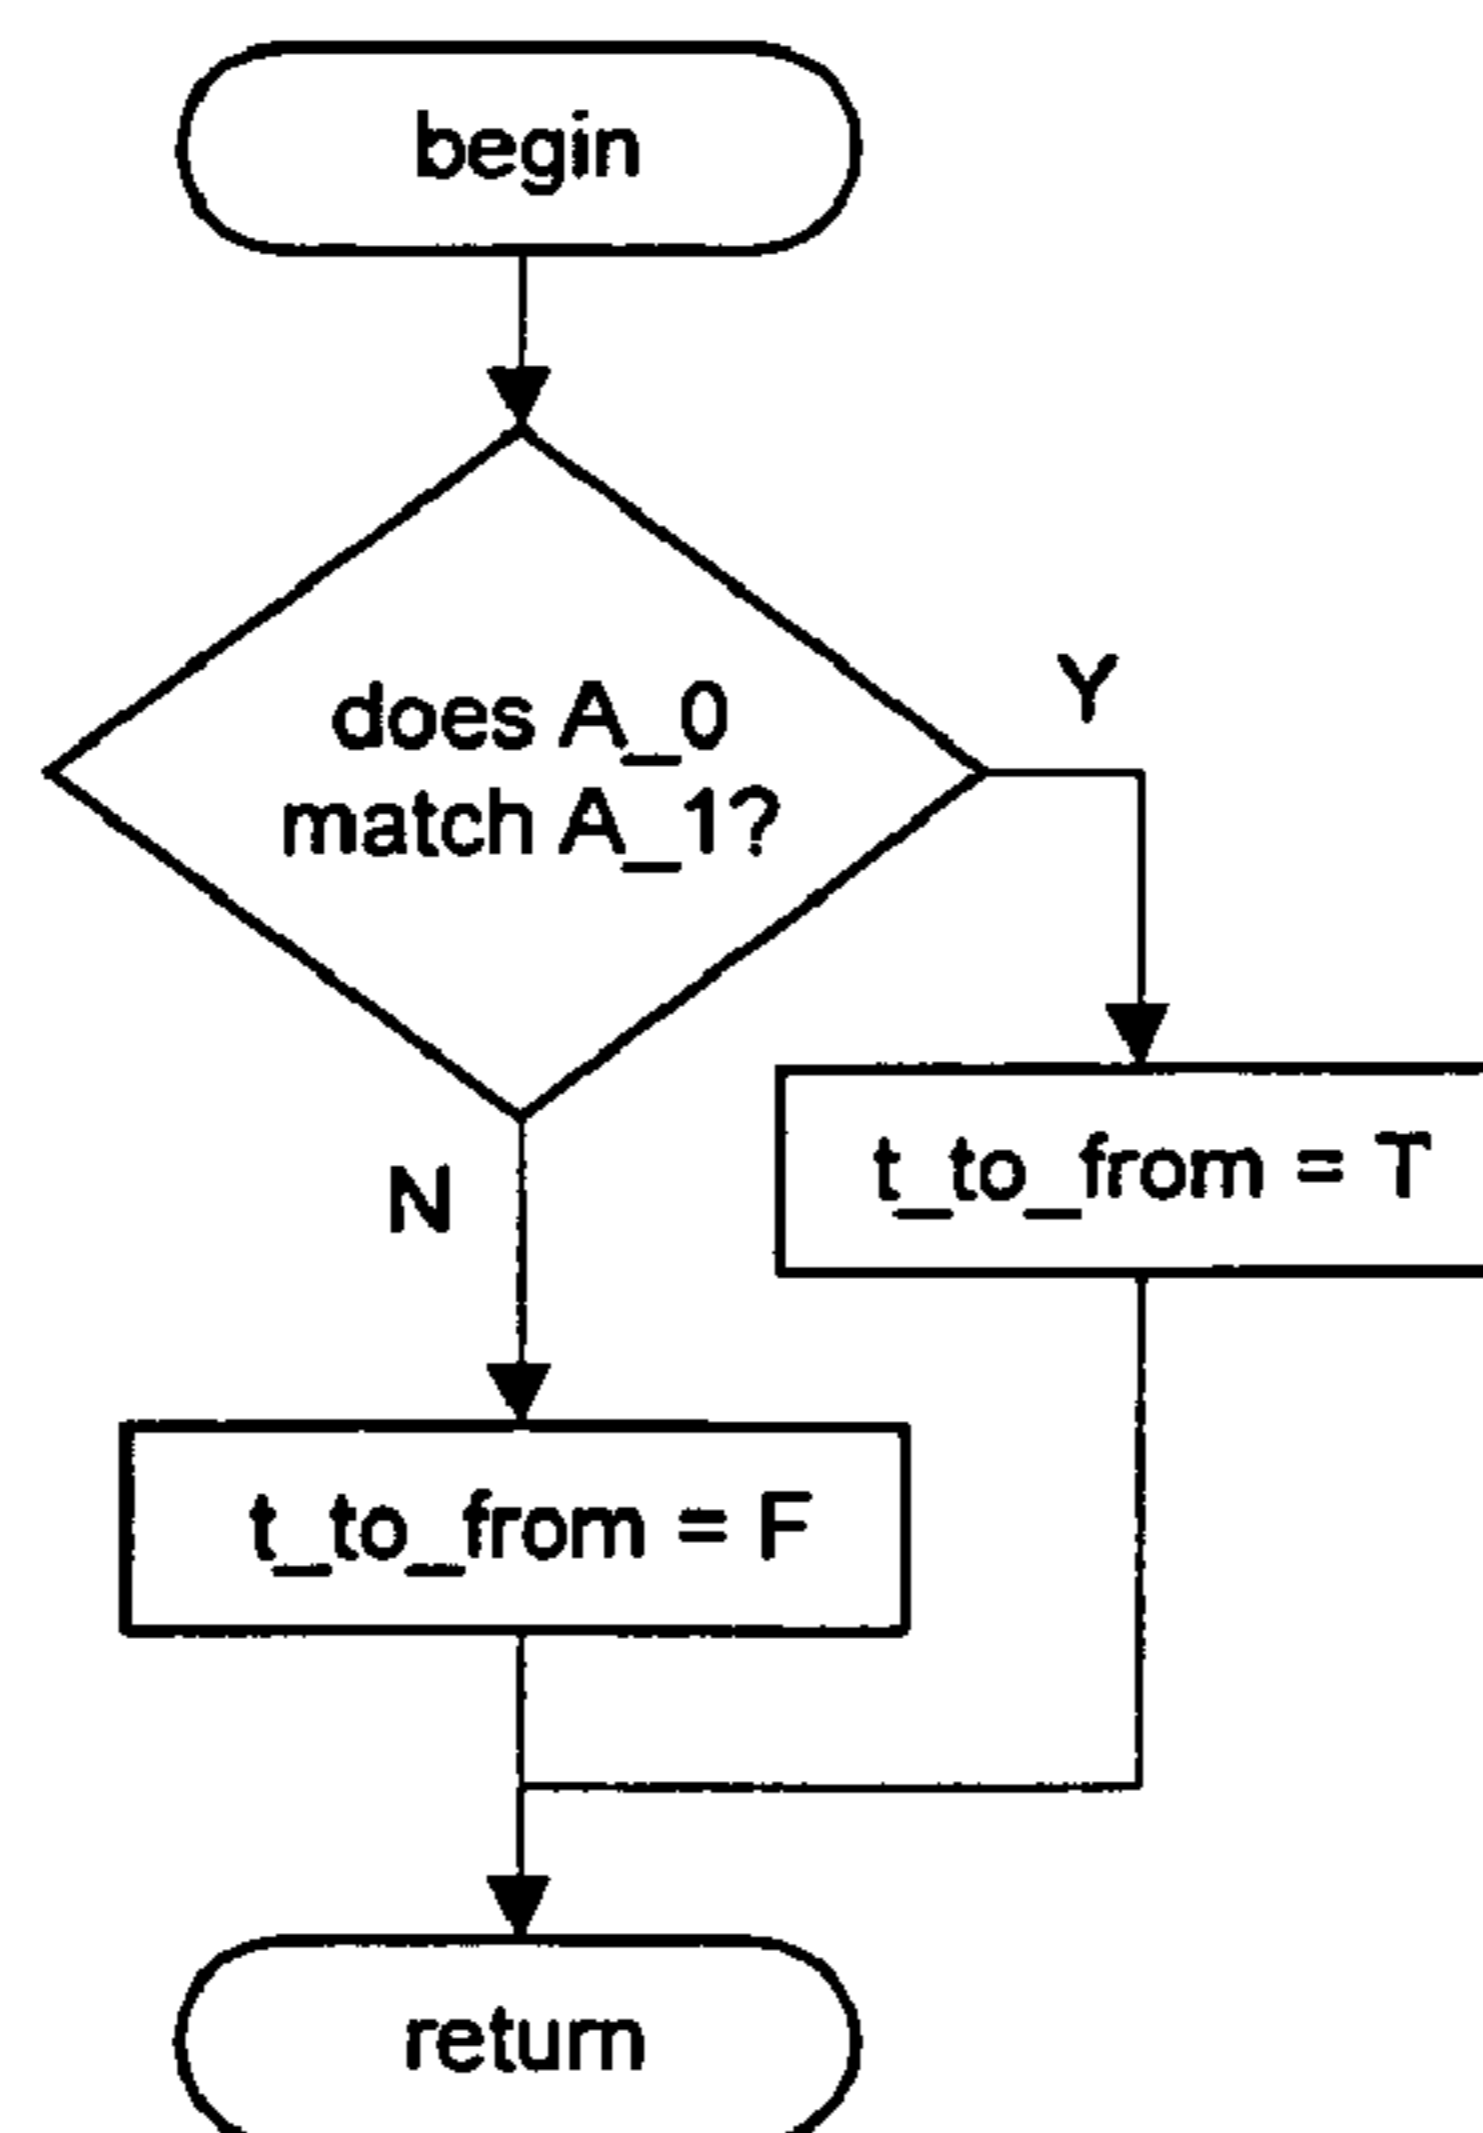 begin
does A_0
match A_1?
Y
t_to_from = T
N
t_to_from = F
return